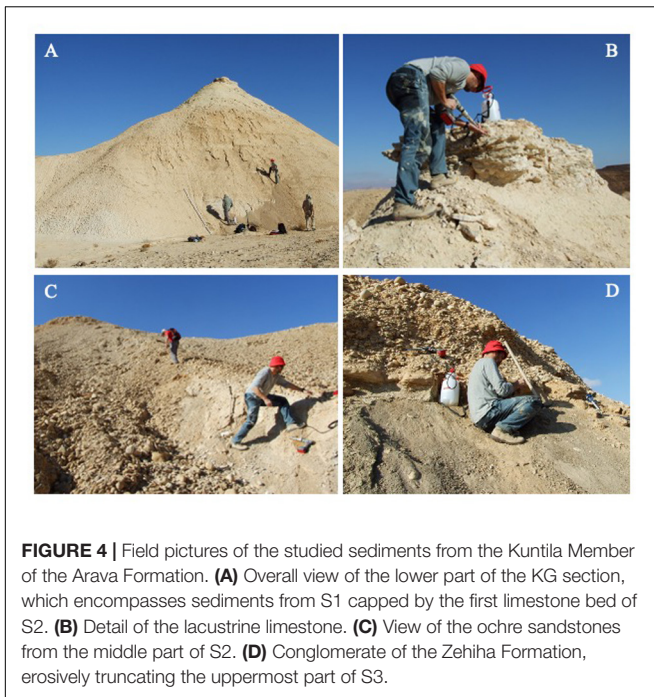 A
B
C
D
FIGURE 4 | Field pictures of the studied sediments from the Kuntila Member
of the Arava Formation. (A) Overall view of the lower part of the KG section,
which encompasses sediments from S1 capped by the first limestone bed of
S2. (B) Detail of the lacustrine limestone. (C) View of the ochre sandstones
from the middle part of S2. (D) Conglomerate of the Zehiha Formation,
erosively truncating the uppermost part of S3.